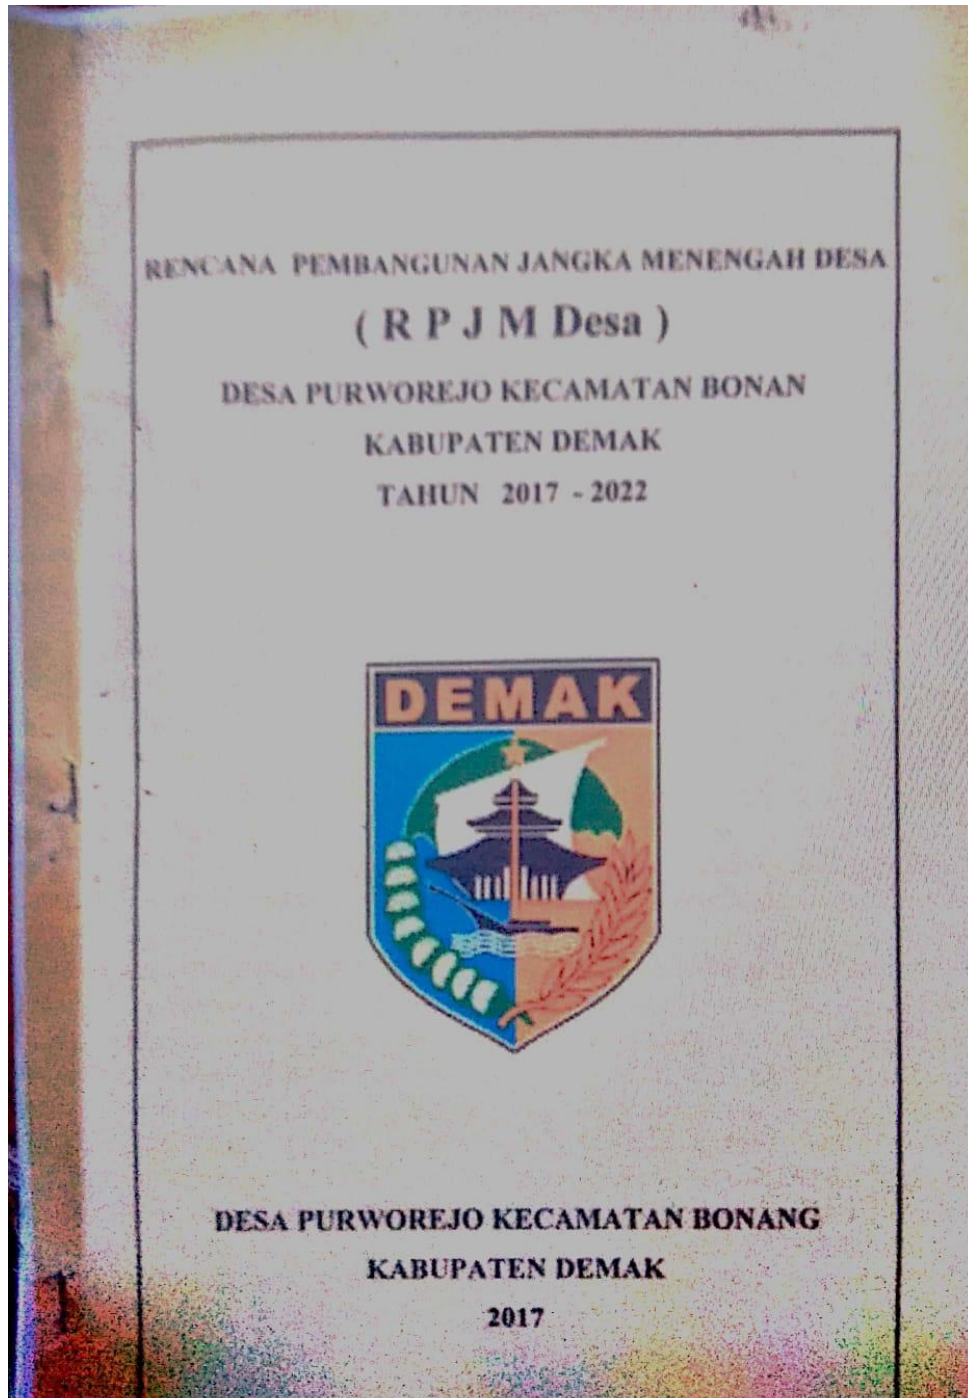 RENCANA PEMBANGUNAN JANGKA MENENGAH DESA
( R P J M Desa )
DESA PURWOREJO KECAMATAN BONAN
KABUPATEN DEMAK
TAHUN 2017 - 2022
DEMAK
DESA PURWOREJO KECAMATAN BONANG
KABUPATEN DEMAK
2017